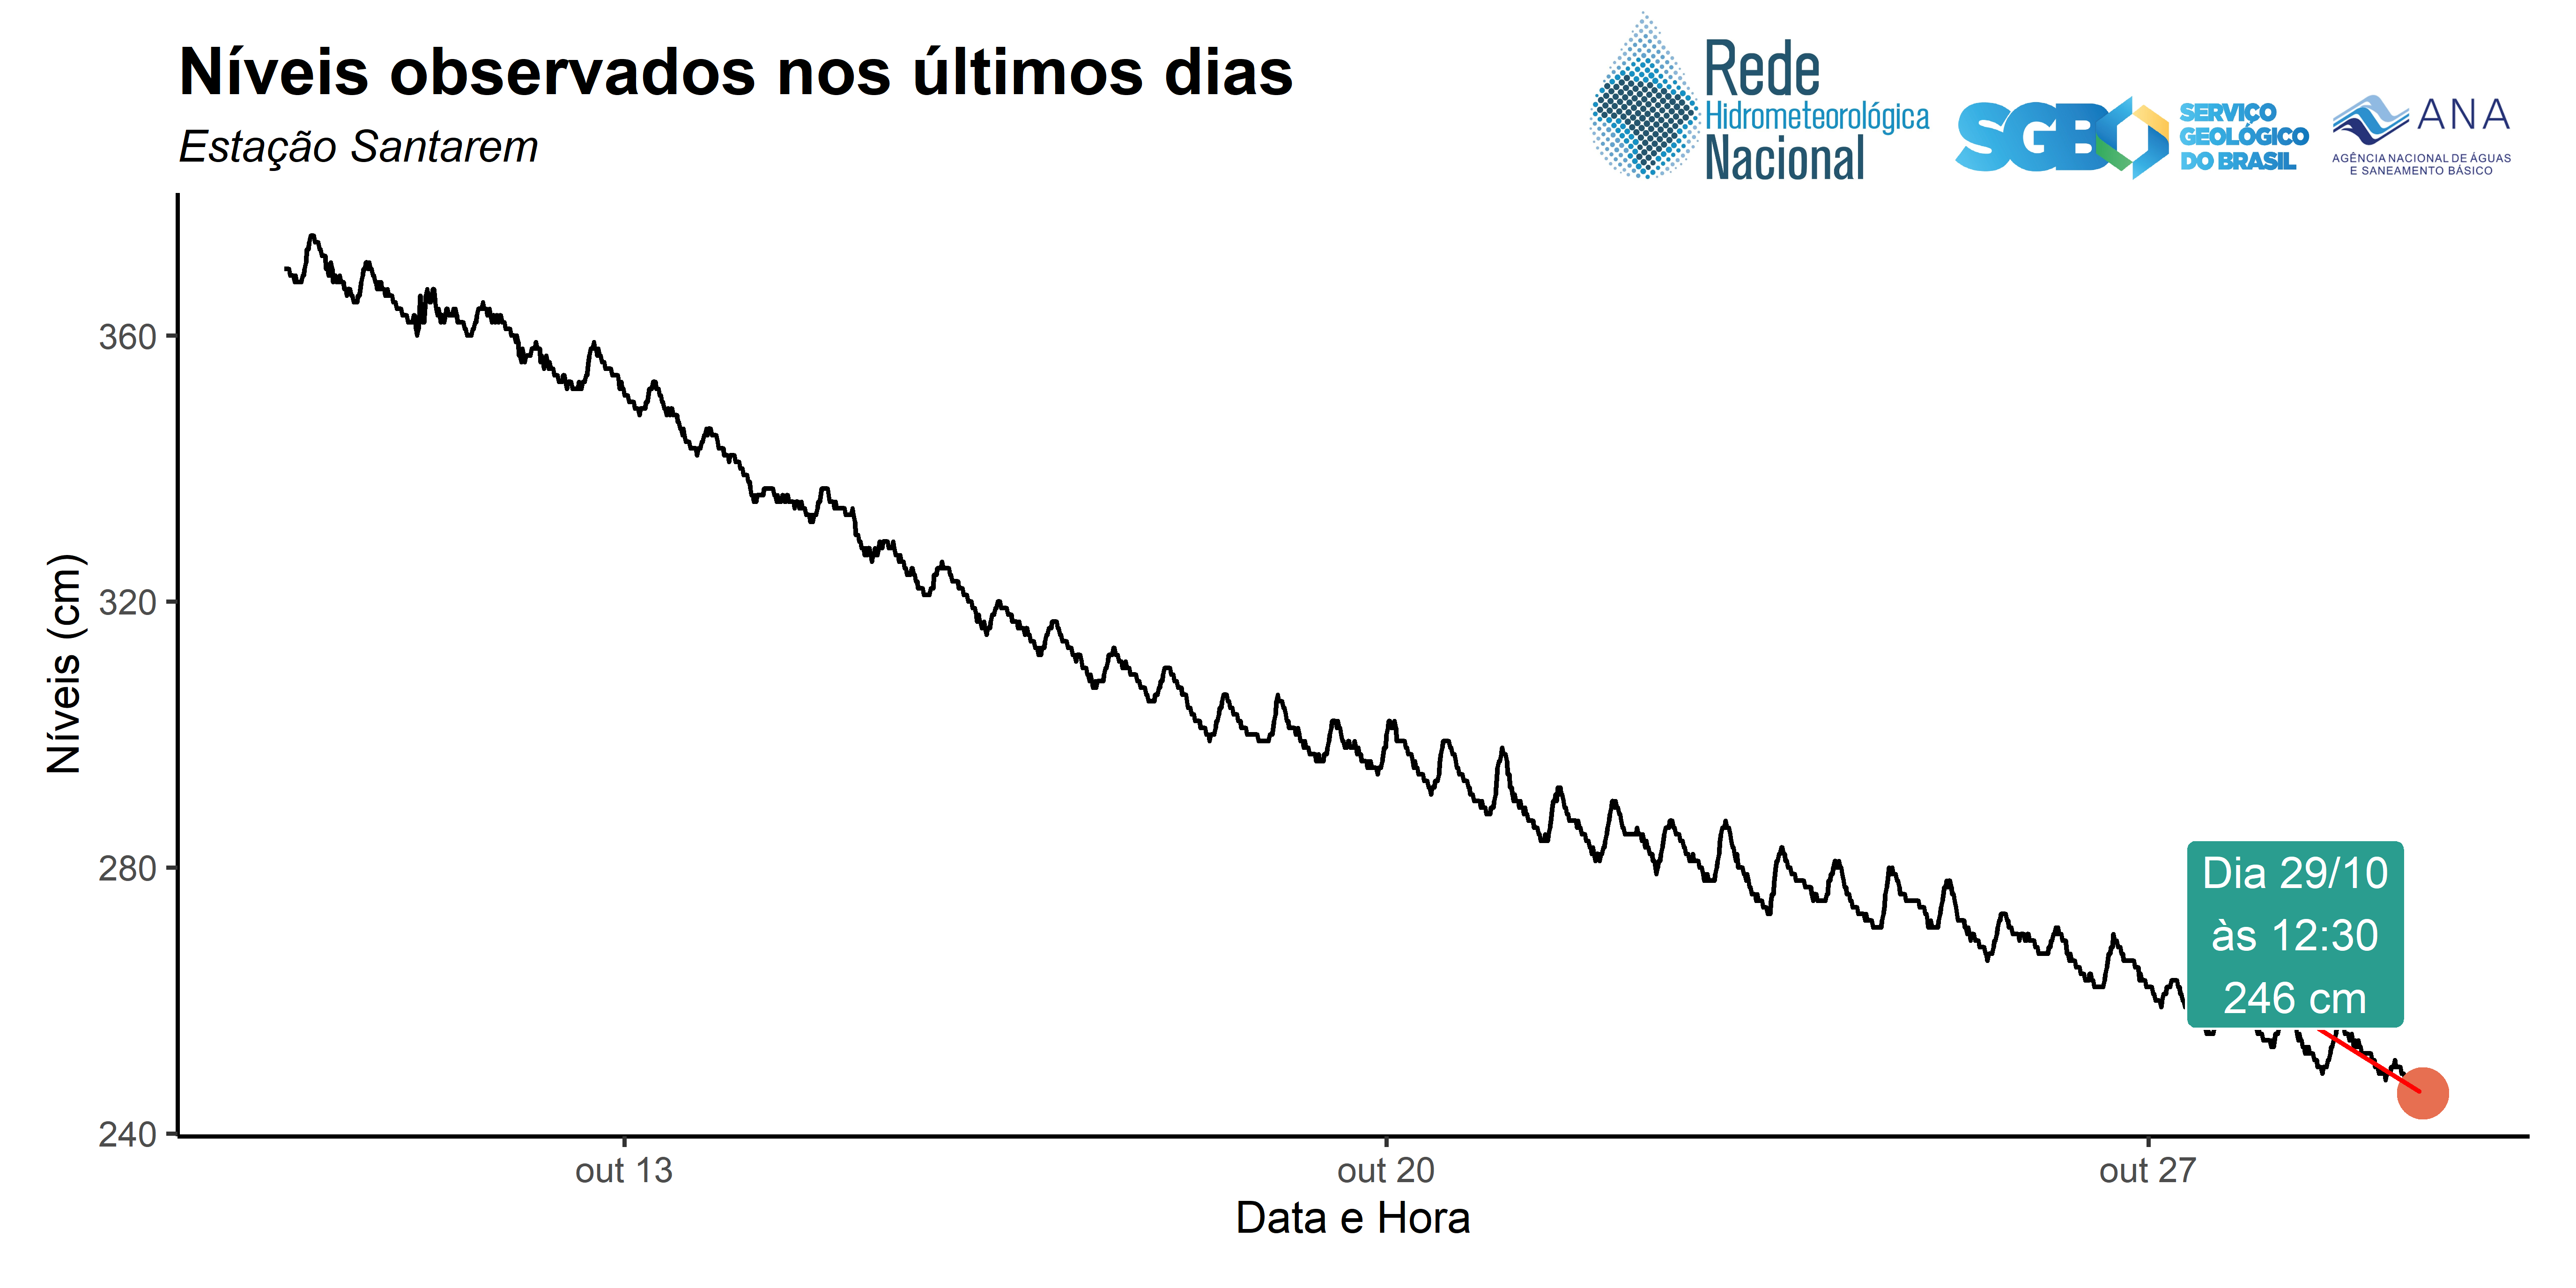 Níveis observados nos últimos dias
Estação Santarem
Rede
Hidrometeorológica
Nacional
SGB
SERVIÇO
GEOLÓGICO
DO BRASIL
ANA
AGÊNCIA NACIONAL DE ÁGUAS
E SANEAMENTO BÁSICO
Níveis (cm)
360
320
280
240
Dia 29/10
às 12:30
246 cm
out 13
out 20
out 27
Data e Hora